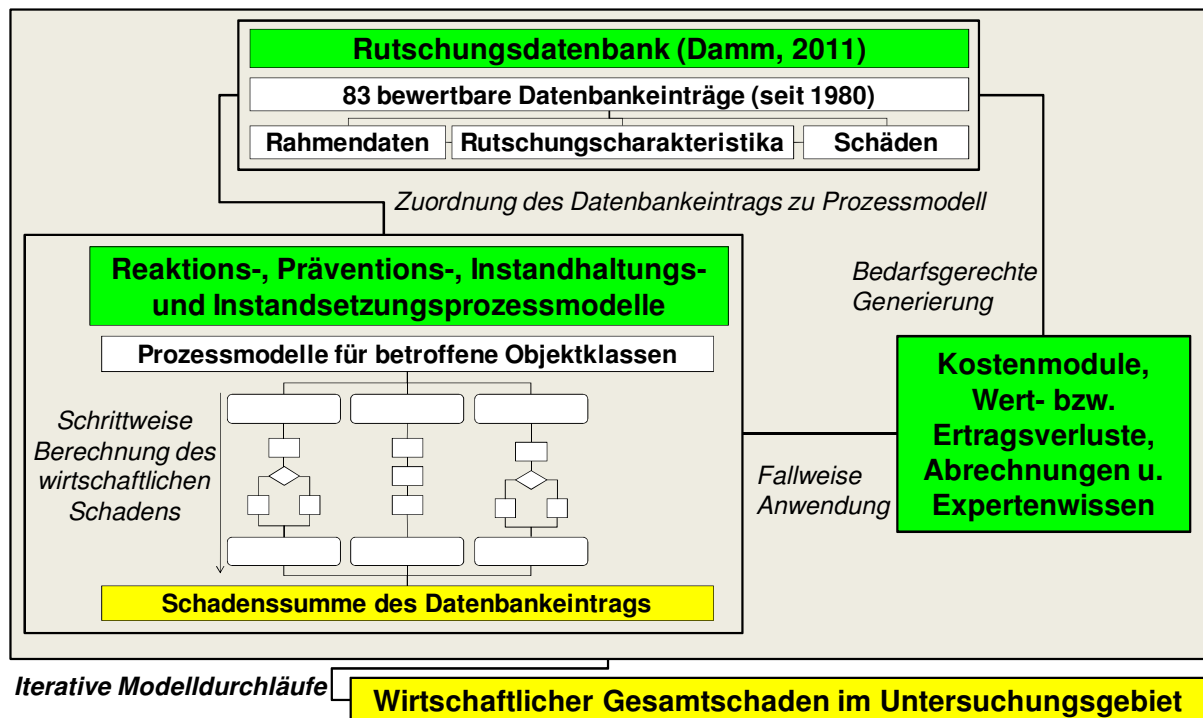 Rutschungsdatenbank (Damm, 2011)
83 bewertbare Datenbankeinträge (seit 1980)
Rahmendaten
Rutschungscharakteristika
Schäden
Zuordnung des Datenbankeintrags zu Prozessmodell
Reaktions-, Präventions-, Instandhaltungs-
und Instandsetzungsprozessmodelle
Prozessmodelle für betroffene Objektklassen
Schrittweise
Berechnung des
wirtschaftlichen
Schadens
Schadenssumme des Datenbankeintrags
Bedarfsgerechte
Generierung
Kostenmodule,
Wert- bzw.
Ertragsverluste,
Abrechnungen u.
Expertenwissen
Fallweise
Anwendung
Iterative Modelldurchläufe
Wirtschaftlicher Gesamtschaden im Untersuchungsgebiet